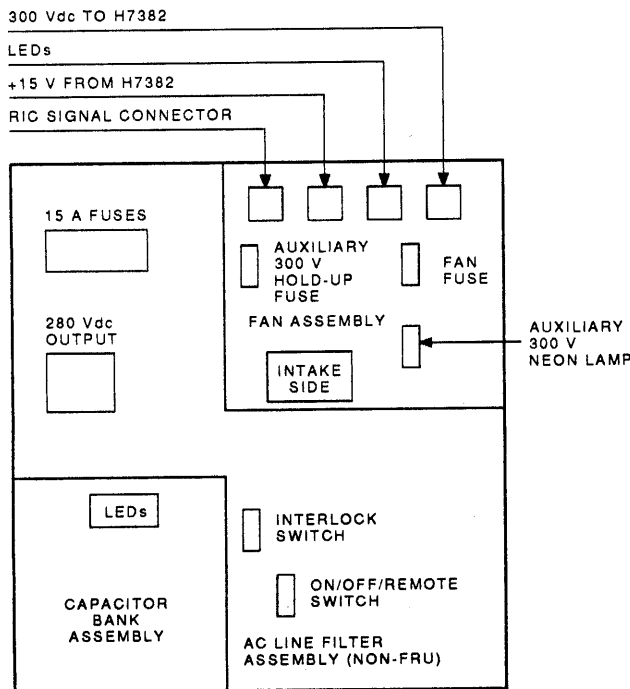 300 Vdc TO H7382
LEDs
+15 V FROM H7382
RIC SIGNAL CONNECTOR
15 A FUSES
AUXILIARY
300 V
HOLD-UP
FUSE
FAN
FUSE
280 Vdc
OUTPUT
FAN ASSEMBLY
INTAKE
SIDE
AUXILIARY
300 V
NEON LAMP
LEDs
INTERLOCK
SWITCH
ON/OFF/REMOTE
SWITCH
CAPACITOR
BANK
ASSEMBLY
AC LINE FILTER
ASSEMBLY (NON-FRU)